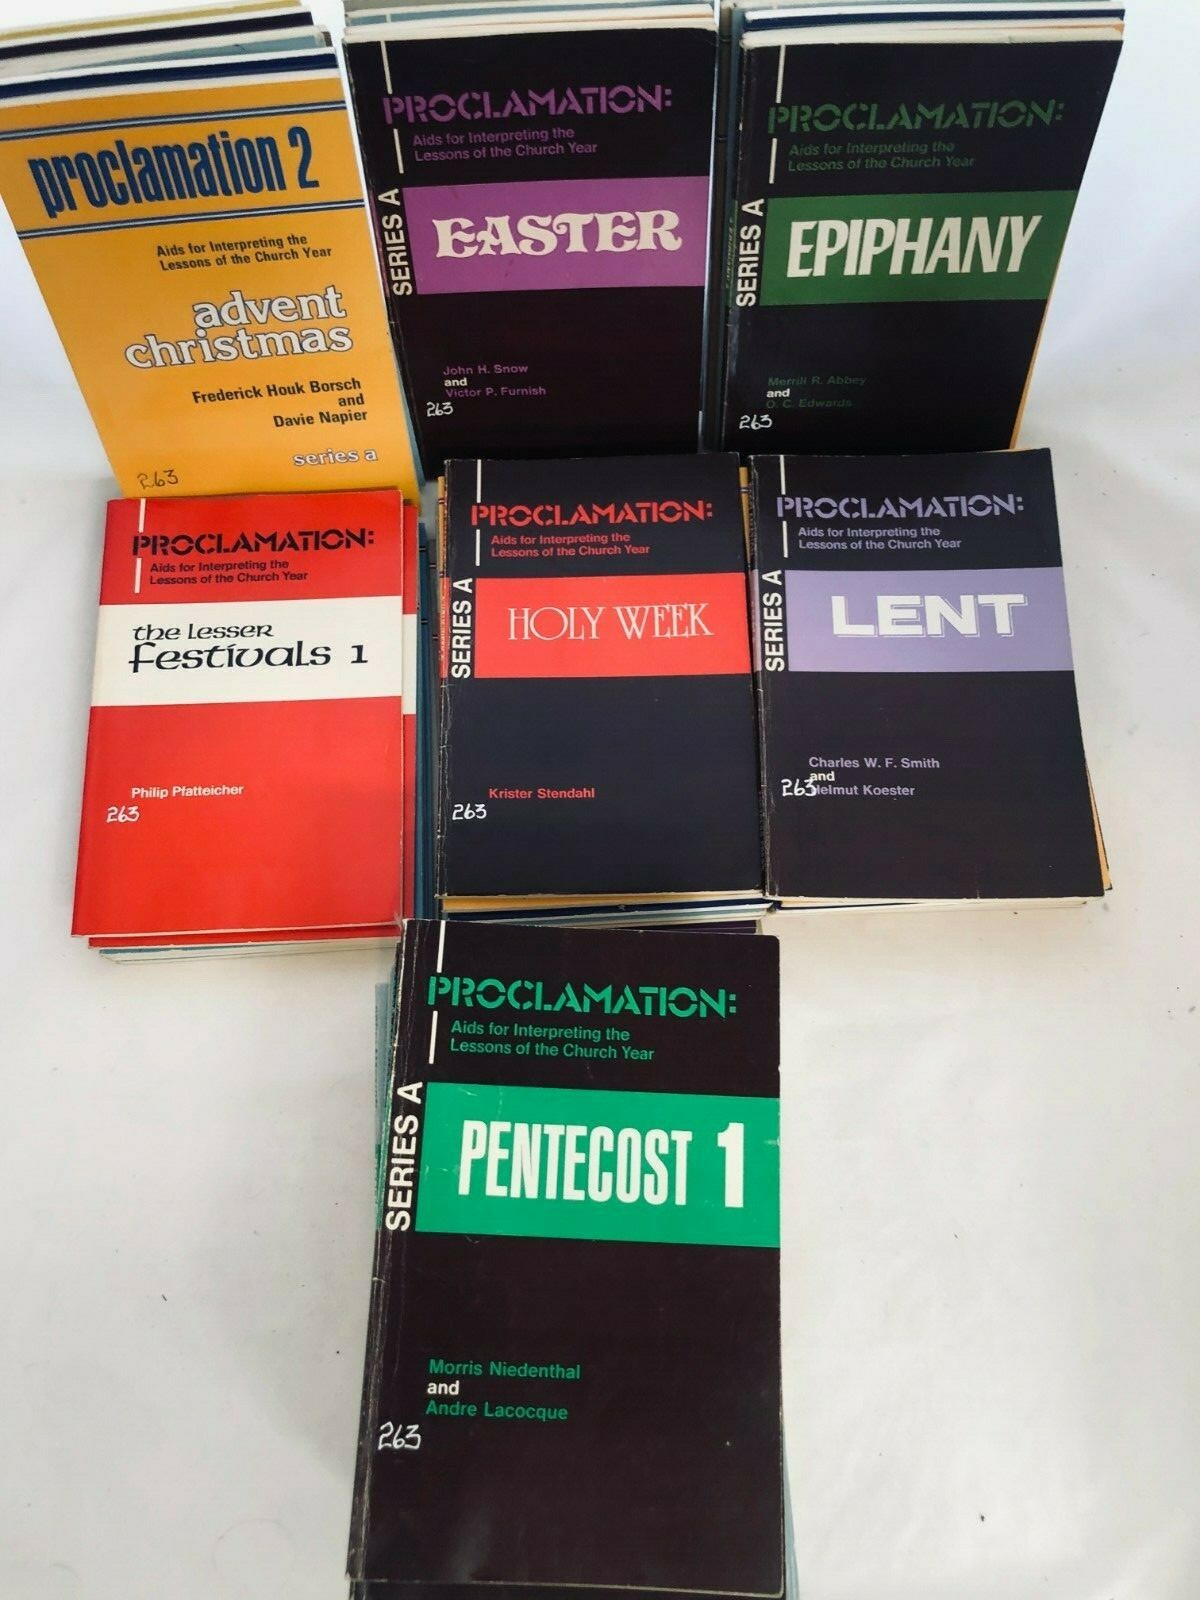 proclamation 2
Aids for Interpreting the
Lessons of the Church Year
advent
christmas
Frederick Houk Borsch
and
Davie Napier
series a
263
PROCLAMATION:
Aids for Interpreting the
Lessons of the Church Year
SERIES A
EASTER
John H. Snow
and
Victor P. Furnish
263
PROCLAMATION:
Aids for Interpreting the
Lessons of the Church Year
SERIES A
EPIPHANY
Merrill R. Abbey
and
O. C. Edwards
263
PROCLAMATION:
Aids for Interpreting the
Lessons of the Church Year
the Lesser
festivals 1
Philip Pfatteicher
263
PROCLAMATION:
Aids for Interpreting the
Lessons of the Church Year
SERIES A
HOLY WEEK
Krister Stendahl
263
PROCLAMATION:
Aids for Interpreting the
Lessons of the Church Year
SERIES A
LENT
Charles W. F. Smith
and
263
Helmut Koester
PROCLAMATION:
Aids for Interpreting the
Lessons of the Church Year
SERIES A
PENTECOST 1
Morris Niedenthal
and
Andre Lacocque
263